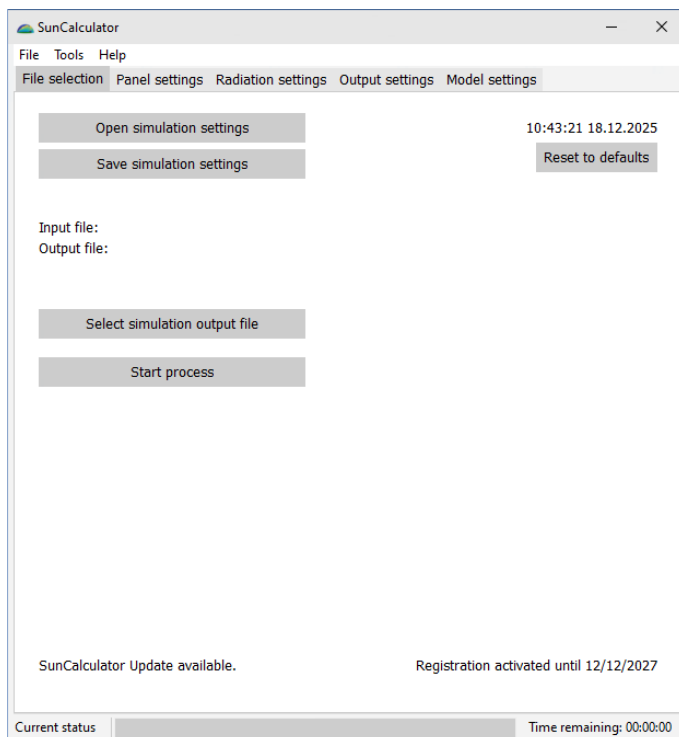 SunCalculator
File Tools Help
File selection Panel settings Radiation settings Output settings Model settings
Open simulation settings
10:43:21 18.12.2025
Save simulation settings
Reset to defaults
Input file:
Output file:
Select simulation output file
Start process
SunCalculator Update available.
Registration activated until 12/12/2027
Current status
Time remaining: 00:00:00